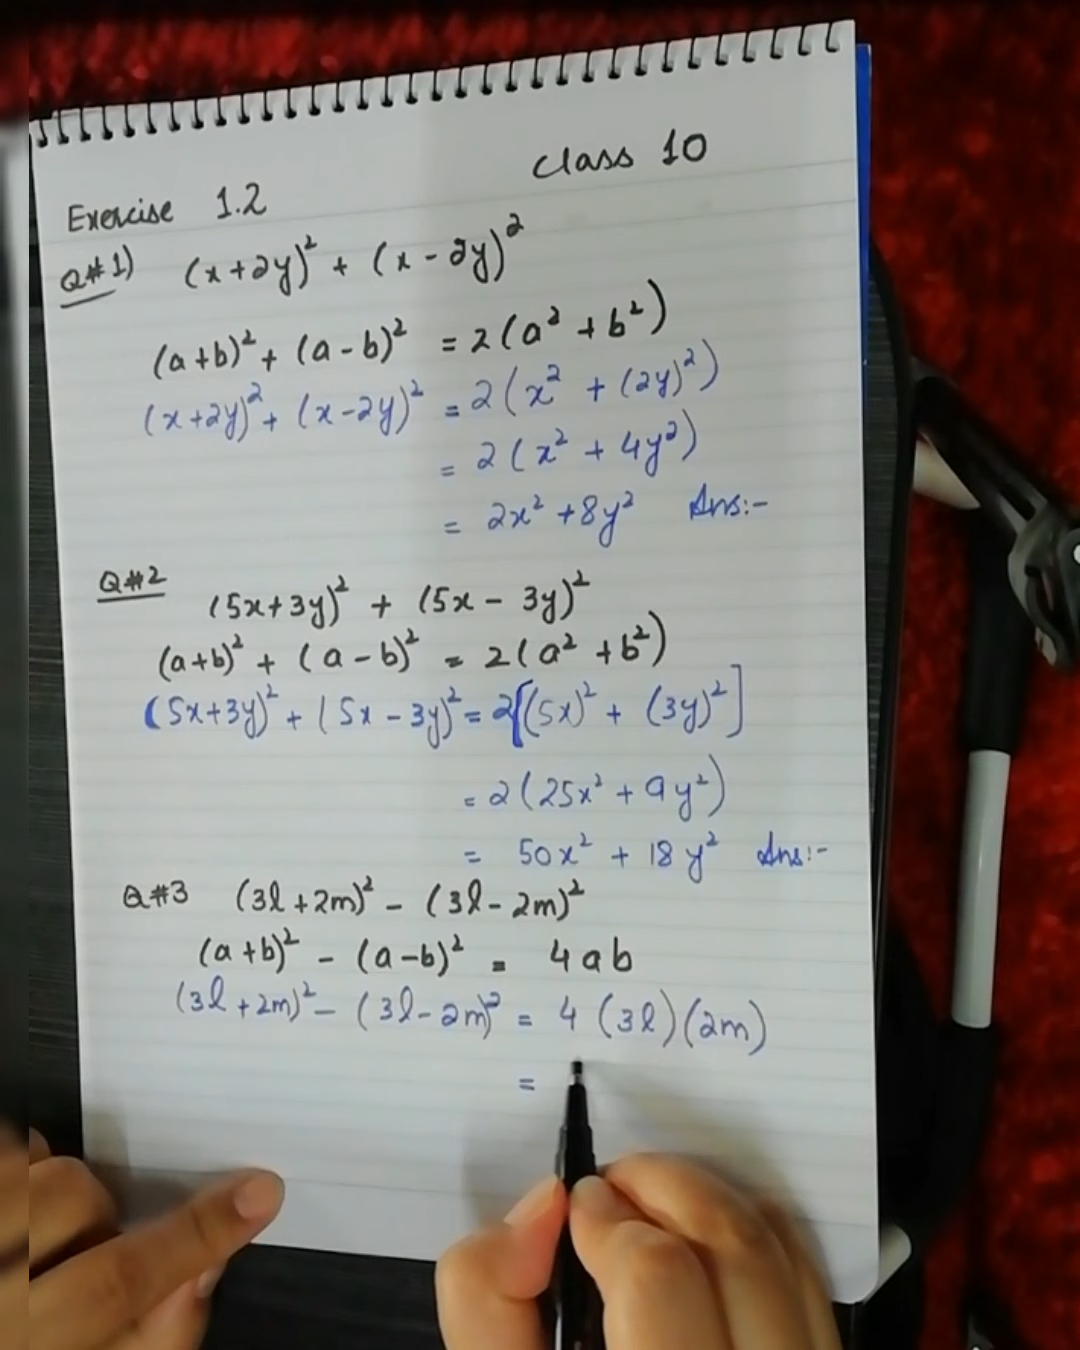 Class 10
Exercise 1.2
Q#1) (x+2y)² + (x-2y)²
(a+b)² + (a-b)² = 2(a²+b²)
(x+2y)² + (x-2y)² = 2(x² + (2y)²)
= 2(x² + 4y²)
= 2x² + 8y² Ans:-
Q#2
(5x+3y)² + (5x - 3y)²
(a+b)² + (a-b)² = 2(a²+b²)
(5x+3y)² + (5x-3y)² = 2[(5x)² + (3y)²]
= 2(25x² + 9y²)
= 50x² + 18y² Ans:-
Q#3 (3l+2m)² - (3l-2m)²
(a+b)² - (a-b)² = 4ab
(3l+2m)² - (3l-2m)² = 4(3l)(2m)
=